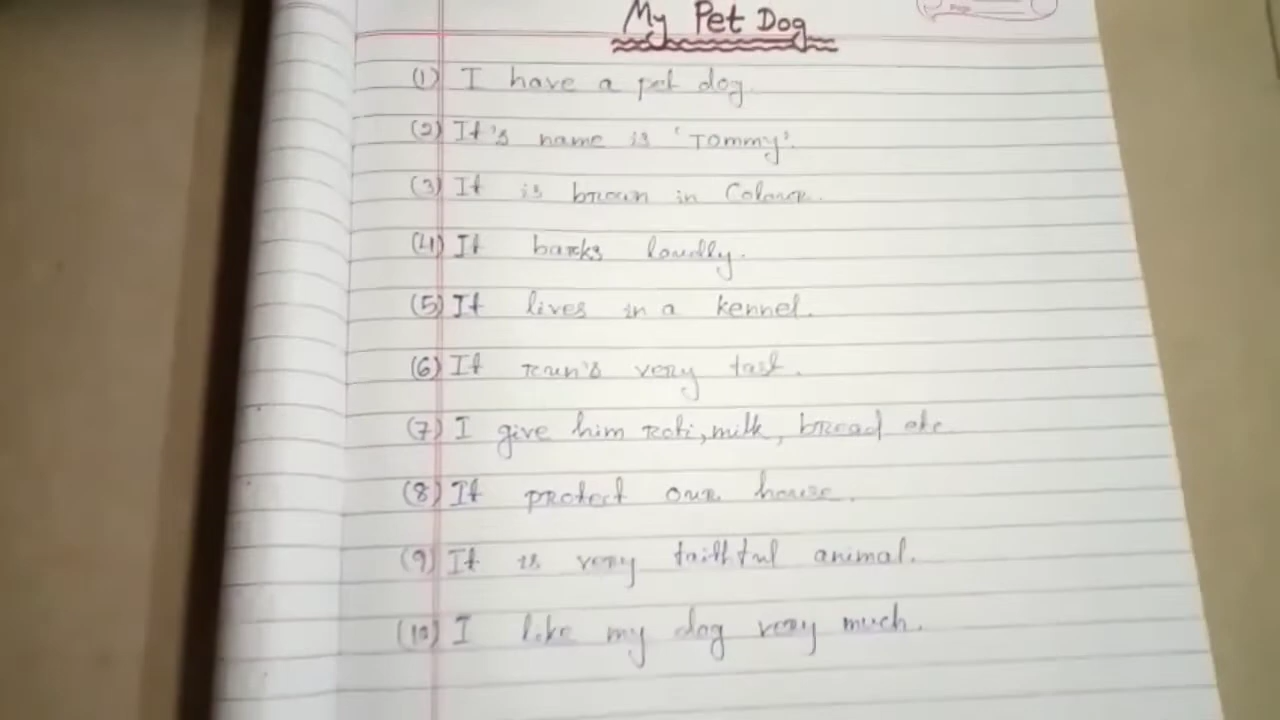 My Pet Dog
(1) I have a pet dog.
(2) It's name is 'Tommy'.
(3) It is brown in Colour.
(4) It barks loudly.
(5) It lives in a kennel.
(6) It run's very fast.
(7) I give him roti, milk, bread etc.
(8) It protect our house.
(9) It is very faithful animal.
(10) I like my dog very much.